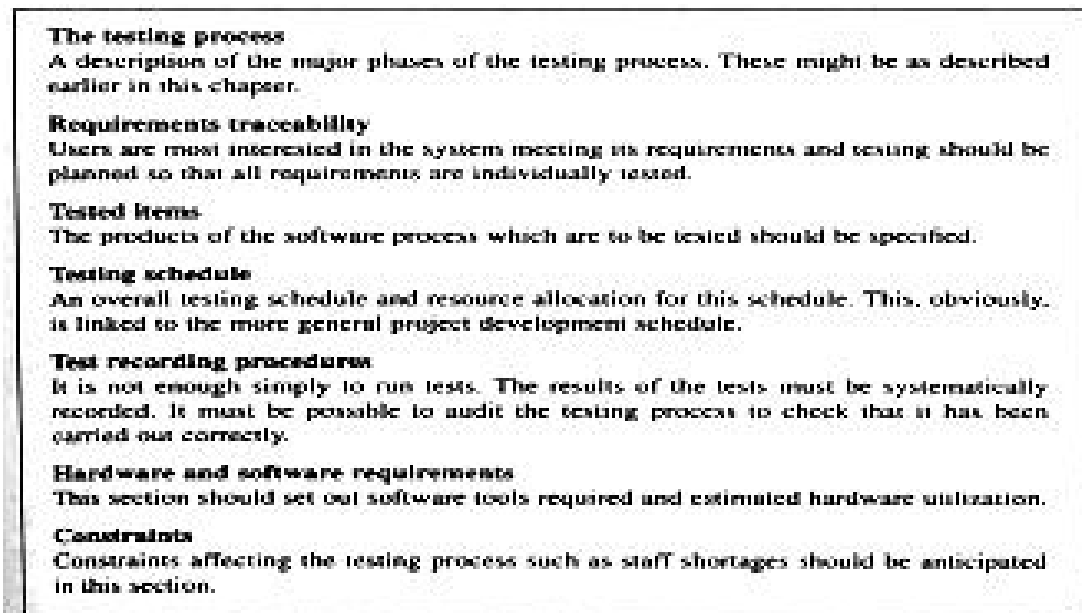 The testing process
A description of the major phases of the testing process. These might be as described
earlier in this chapter.
Requirements traceability
Users are most interested in the system meeting its requirements and testing should be
planned so that all requirements are individually tested.
Tested items
The products of the software process which are to be tested should be specified.
Testing schedule
An overall testing schedule and resource allocation for this schedule. This, obviously,
is linked to the more general project development schedule.
Test recording procedures
It is not enough simply to run tests. The results of the tests must be systematically
recorded. It must be possible to audit the testing process to check that it has been
carried out correctly.
Hardware and software requirements
This section should set out software tools required and estimated hardware utilization.
Constraints
Constraints affecting the testing process such as staff shortages should be anticipated
in this section.